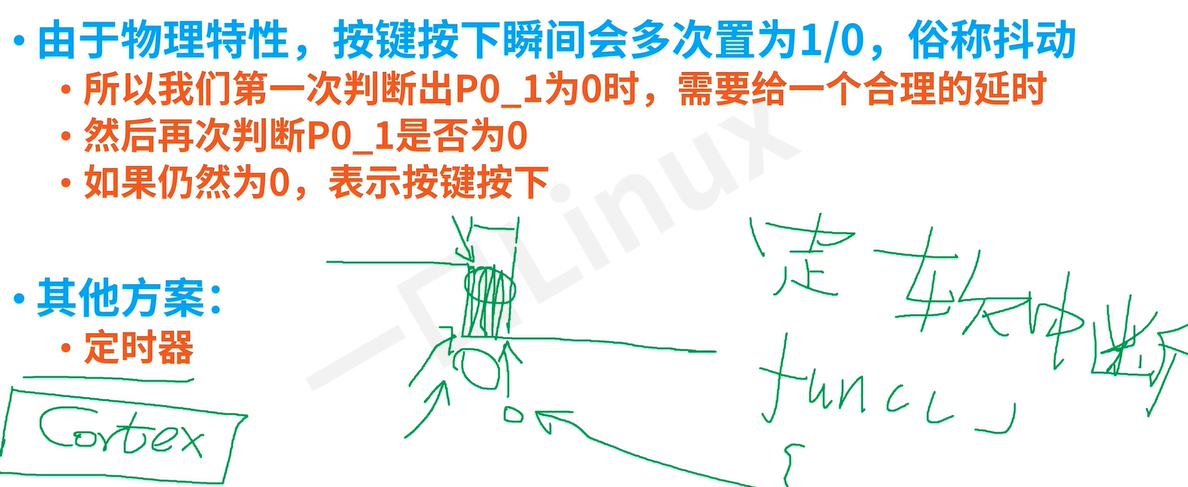 • 由于物理特性，按键按下瞬间会多次置为1/0，俗称抖动
• 所以我们第一次判断出P0_1为0时，需要给一个合理的延时
• 然后再次判断P0_1是否为0
• 如果仍然为0，表示按键按下
一口Linux
• 其他方案：
• 定时器
Cortex
定 软中断
func()
{